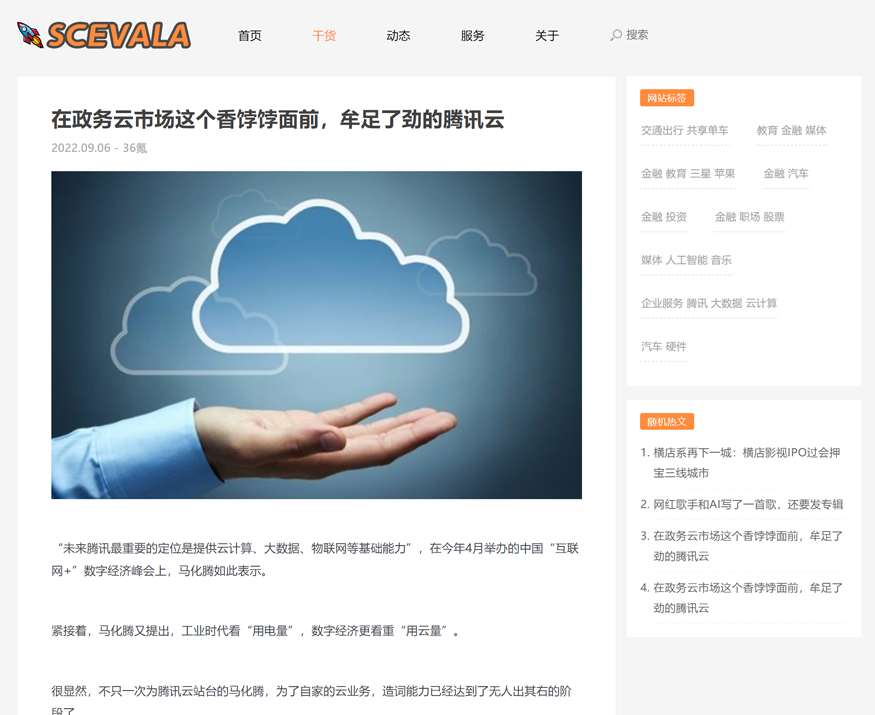 SCEVALA
首页
干货
动态
服务
关于
搜索
在政务云市场这个香饽饽面前，牟足了劲的腾讯云
2022.09.06 - 36氪
“未来腾讯最重要的定位是提供云计算、大数据、物联网等基础能力”，在今年4月举办的中国“互联
网+”数字经济峰会上，马化腾如此表示。
紧接着，马化腾又提出，工业时代看“用电量”，数字经济更看重“用云量”。
很显然，不只一次为腾讯云站台的马化腾，为了自家的云业务，造词能力已经达到了无人出其右的阶
段了
网站标签
交通出行 共享单车
教育 金融 媒体
金融 教育 三星 苹果
金融 汽车
金融 投资
金融 职场 股票
媒体 人工智能 音乐
企业服务 腾讯 大数据 云计算
汽车 硬件
随机热文
1. 横店系再下一城：横店影视IPO过会押
宝三线城市
2. 网红歌手和AI写了一首歌，还要发专辑
3. 在政务云市场这个香饽饽面前，牟足了
劲的腾讯云
4. 在政务云市场这个香饽饽面前，牟足了
劲的腾讯云